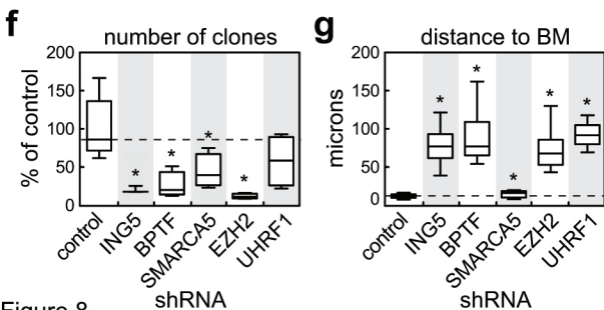 f
number of clones
% of control
200
150
100
50
0
*
*
*
*
control
ING5
BPTF
SMARCA5
EZH2
UHRF1
shRNA
g
distance to BM
microns
200
150
100
50
0
*
*
*
*
*
control
ING5
BPTF
SMARCA5
EZH2
UHRF1
shRNA
Figure 8